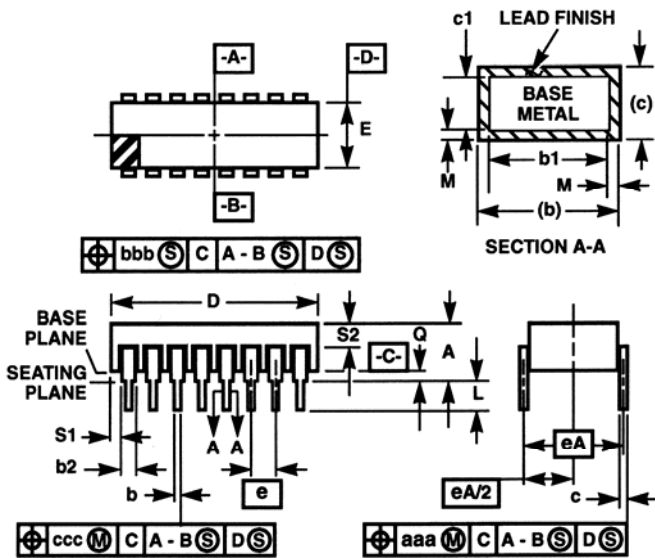 c1 LEAD FINISH
-A- -D-
E
BASE METAL
(c)
M b1 M
-B-
(b)
SECTION A-A
⌖ bbb Ⓢ C A - B Ⓢ D Ⓢ
D
BASE PLANE
S2 Q A
-C-
SEATING PLANE
L
S1
A A
eA
b2
b e eA/2 c
⌖ ccc Ⓜ C A - B Ⓢ D Ⓢ
⌖ aaa Ⓜ C A - B Ⓢ D Ⓢ